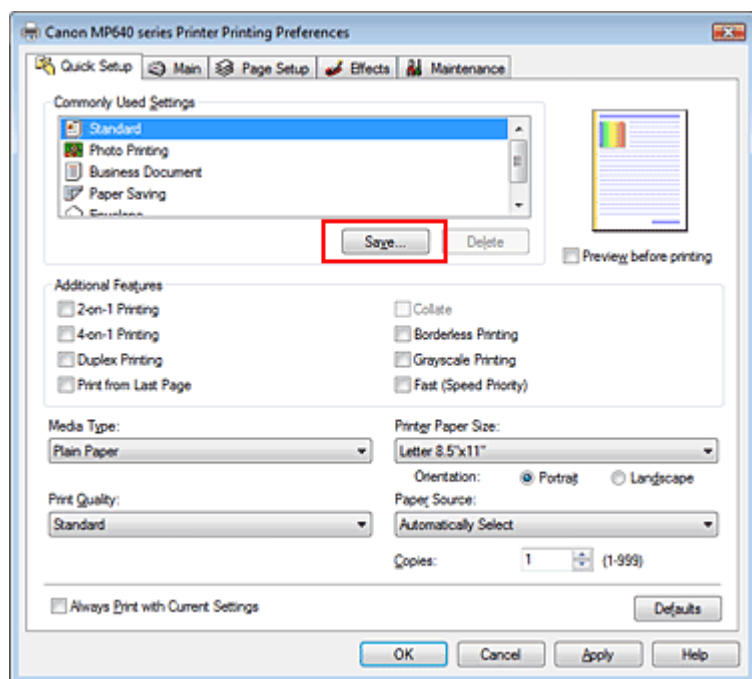 Canon MP640 series Printer Printing Preferences
Quick Setup Main Page Setup Effects Maintenance
Commonly Used Settings
Standard
Photo Printing
Business Document
Paper Saving
Envelope
Save... Delete
Preview before printing
Additional Features
2-on-1 Printing
4-on-1 Printing
Duplex Printing
Print from Last Page
Collate
Borderless Printing
Grayscale Printing
Fast (Speed Priority)
Media Type:
Plain Paper
Printer Paper Size:
Letter 8.5"x11"
Orientation: Portrait Landscape
Print Quality:
Standard
Paper Source:
Automatically Select
Copies: 1 (1-999)
Always Print with Current Settings
Defaults
OK Cancel Apply Help